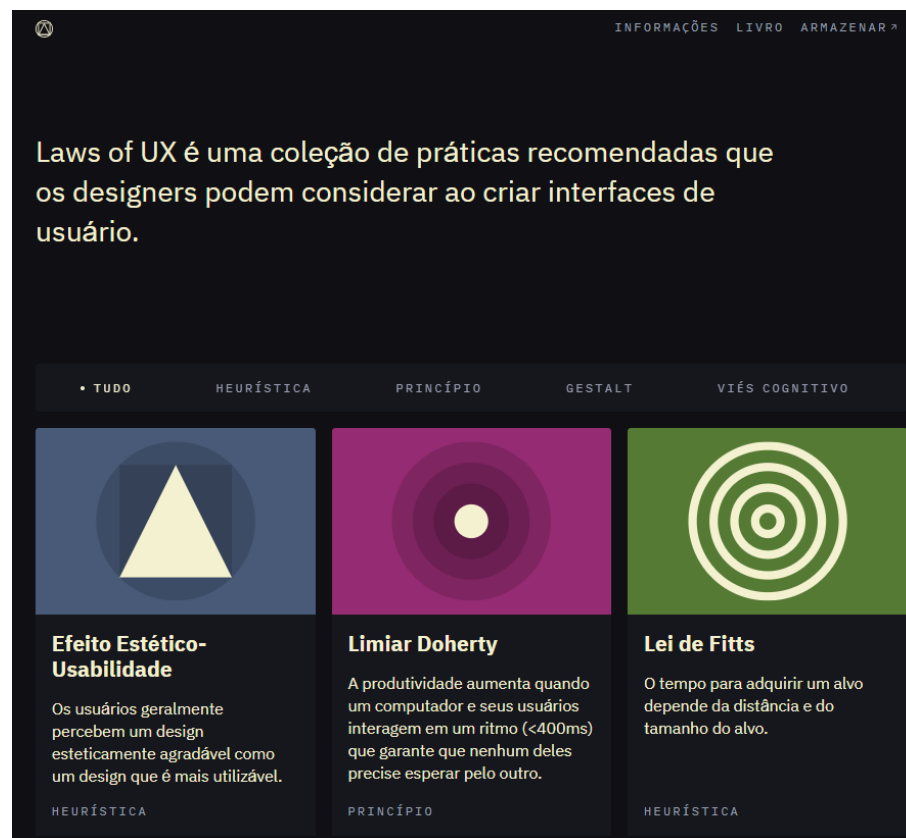 INFORMAÇÕES LIVRO ARMAZENAR↗
Laws of UX é uma coleção de práticas recomendadas que
os designers podem considerar ao criar interfaces de
usuário.
• TUDO HEURÍSTICA PRINCÍPIO GESTALT VIÉS COGNITIVO
Efeito Estético-
Usabilidade
Os usuários geralmente
percebem um design
esteticamente agradável como
um design que é mais utilizável.
HEURÍSTICA
Limiar Doherty
A produtividade aumenta quando
um computador e seus usuários
interagem em um ritmo (<400ms)
que garante que nenhum deles
precise esperar pelo outro.
PRINCÍPIO
Lei de Fitts
O tempo para adquirir um alvo
depende da distância e do
tamanho do alvo.
HEURÍSTICA